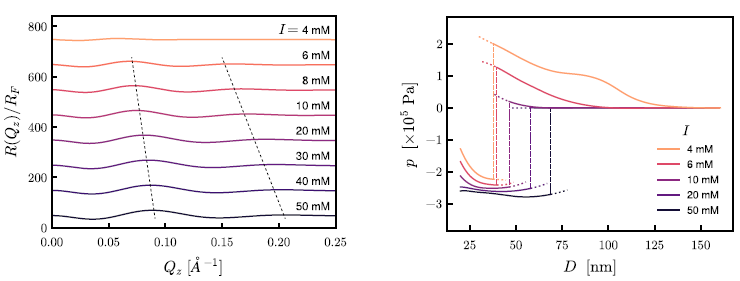 800
600
400
200
0
R(Q_z)/R_F
I = 4 mM
6 mM
8 mM
10 mM
20 mM
30 mM
40 mM
50 mM
0.00 0.05 0.10 0.15 0.20 0.25
Q_z [Å⁻¹]
2
1
0
−1
−2
−3
p [×10⁵ Pa]
I
4 mM
6 mM
10 mM
20 mM
50 mM
25 50 75 100 125 150
D [nm]